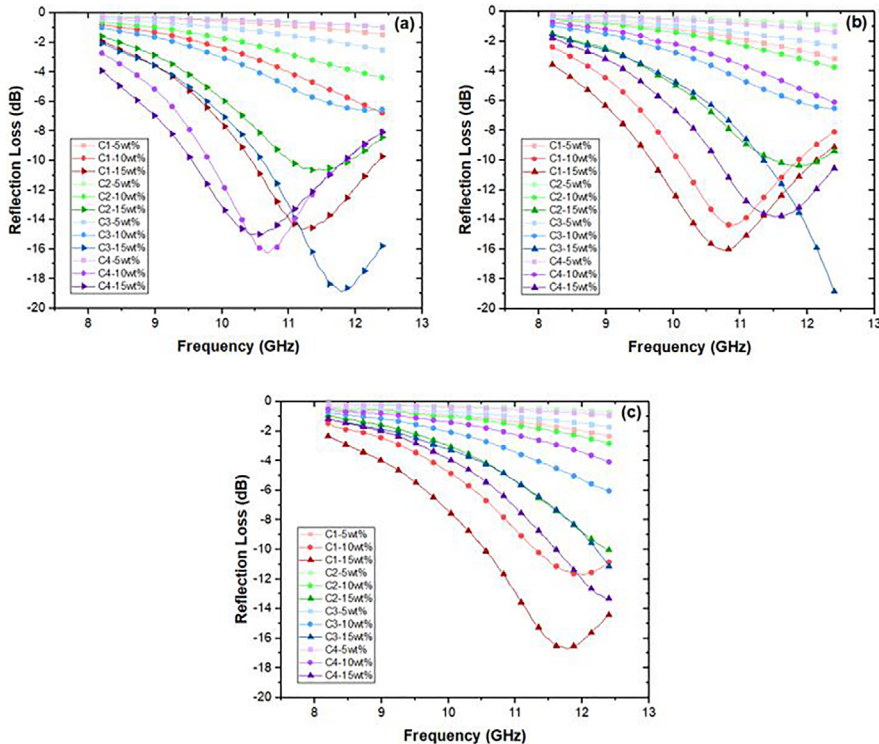 (a)
0
-2
-4
-6
-8
-10
-12
-14
-16
-18
-20
Reflection Loss (dB)
C1-5wt%
C1-10wt%
C1-15wt%
C2-5wt%
C2-10wt%
C2-15wt%
C3-5wt%
C3-10wt%
C3-15wt%
C4-5wt%
C4-10wt%
C4-15wt%
8 9 10 11 12 13
Frequency (GHz)
(b)
0
-2
-4
-6
-8
-10
-12
-14
-16
-18
-20
Reflection Loss (dB)
C1-5wt%
C1-10wt%
C1-15wt%
C2-5wt%
C2-10wt%
C2-15wt%
C3-5wt%
C3-10wt%
C3-15wt%
C4-5wt%
C4-10wt%
C4-15wt%
8 9 10 11 12 13
Frequency (GHz)
(c)
0
-2
-4
-6
-8
-10
-12
-14
-16
-18
-20
Reflection Loss (dB)
C1-5wt%
C1-10wt%
C1-15wt%
C2-5wt%
C2-10wt%
C2-15wt%
C3-5wt%
C3-10wt%
C3-15wt%
C4-5wt%
C4-10wt%
C4-15wt%
8 9 10 11 12 13
Frequency (GHz)